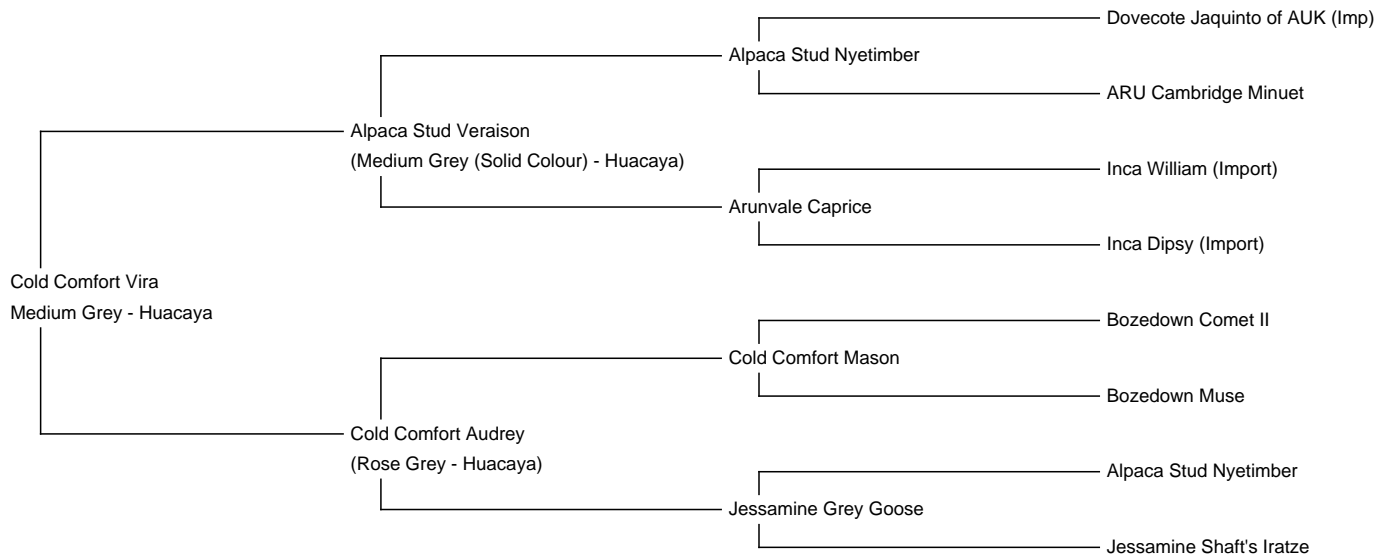 Dovecote Jaquinto of AUK (Imp)
Alpaca Stud Nyetimber
ARU Cambridge Minuet
Alpaca Stud Veraison
(Medium Grey (Solid Colour) - Huacaya)
Inca William (Import)
Arunvale Caprice
Inca Dipsy (Import)
Cold Comfort Vira
Medium Grey - Huacaya
Bozedown Comet II
Cold Comfort Mason
Bozedown Muse
Cold Comfort Audrey
(Rose Grey - Huacaya)
Alpaca Stud Nyetimber
Jessamine Grey Goose
Jessamine Shaft's Iratze